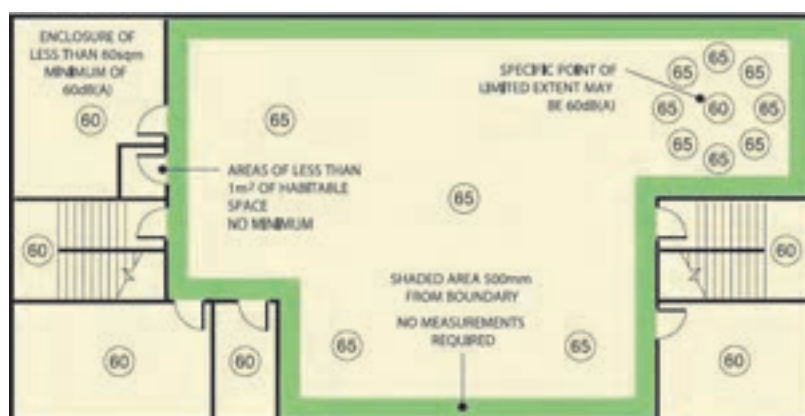 ENCLOSURE OF
LESS THAN 60sqm
MINIMUM OF
60dB(A)
60
65
SPECIFIC POINT OF
LIMITED EXTENT MAY
BE 60dB(A)
65
65
65
65
60
65
65
65
65
AREAS OF LESS THAN
1m² OF HABITABLE
SPACE
NO MINIMUM
65
60
60
SHADED AREA 500mm
FROM BOUNDARY
NO MEASUREMENTS
REQUIRED
60
60
65
65
60